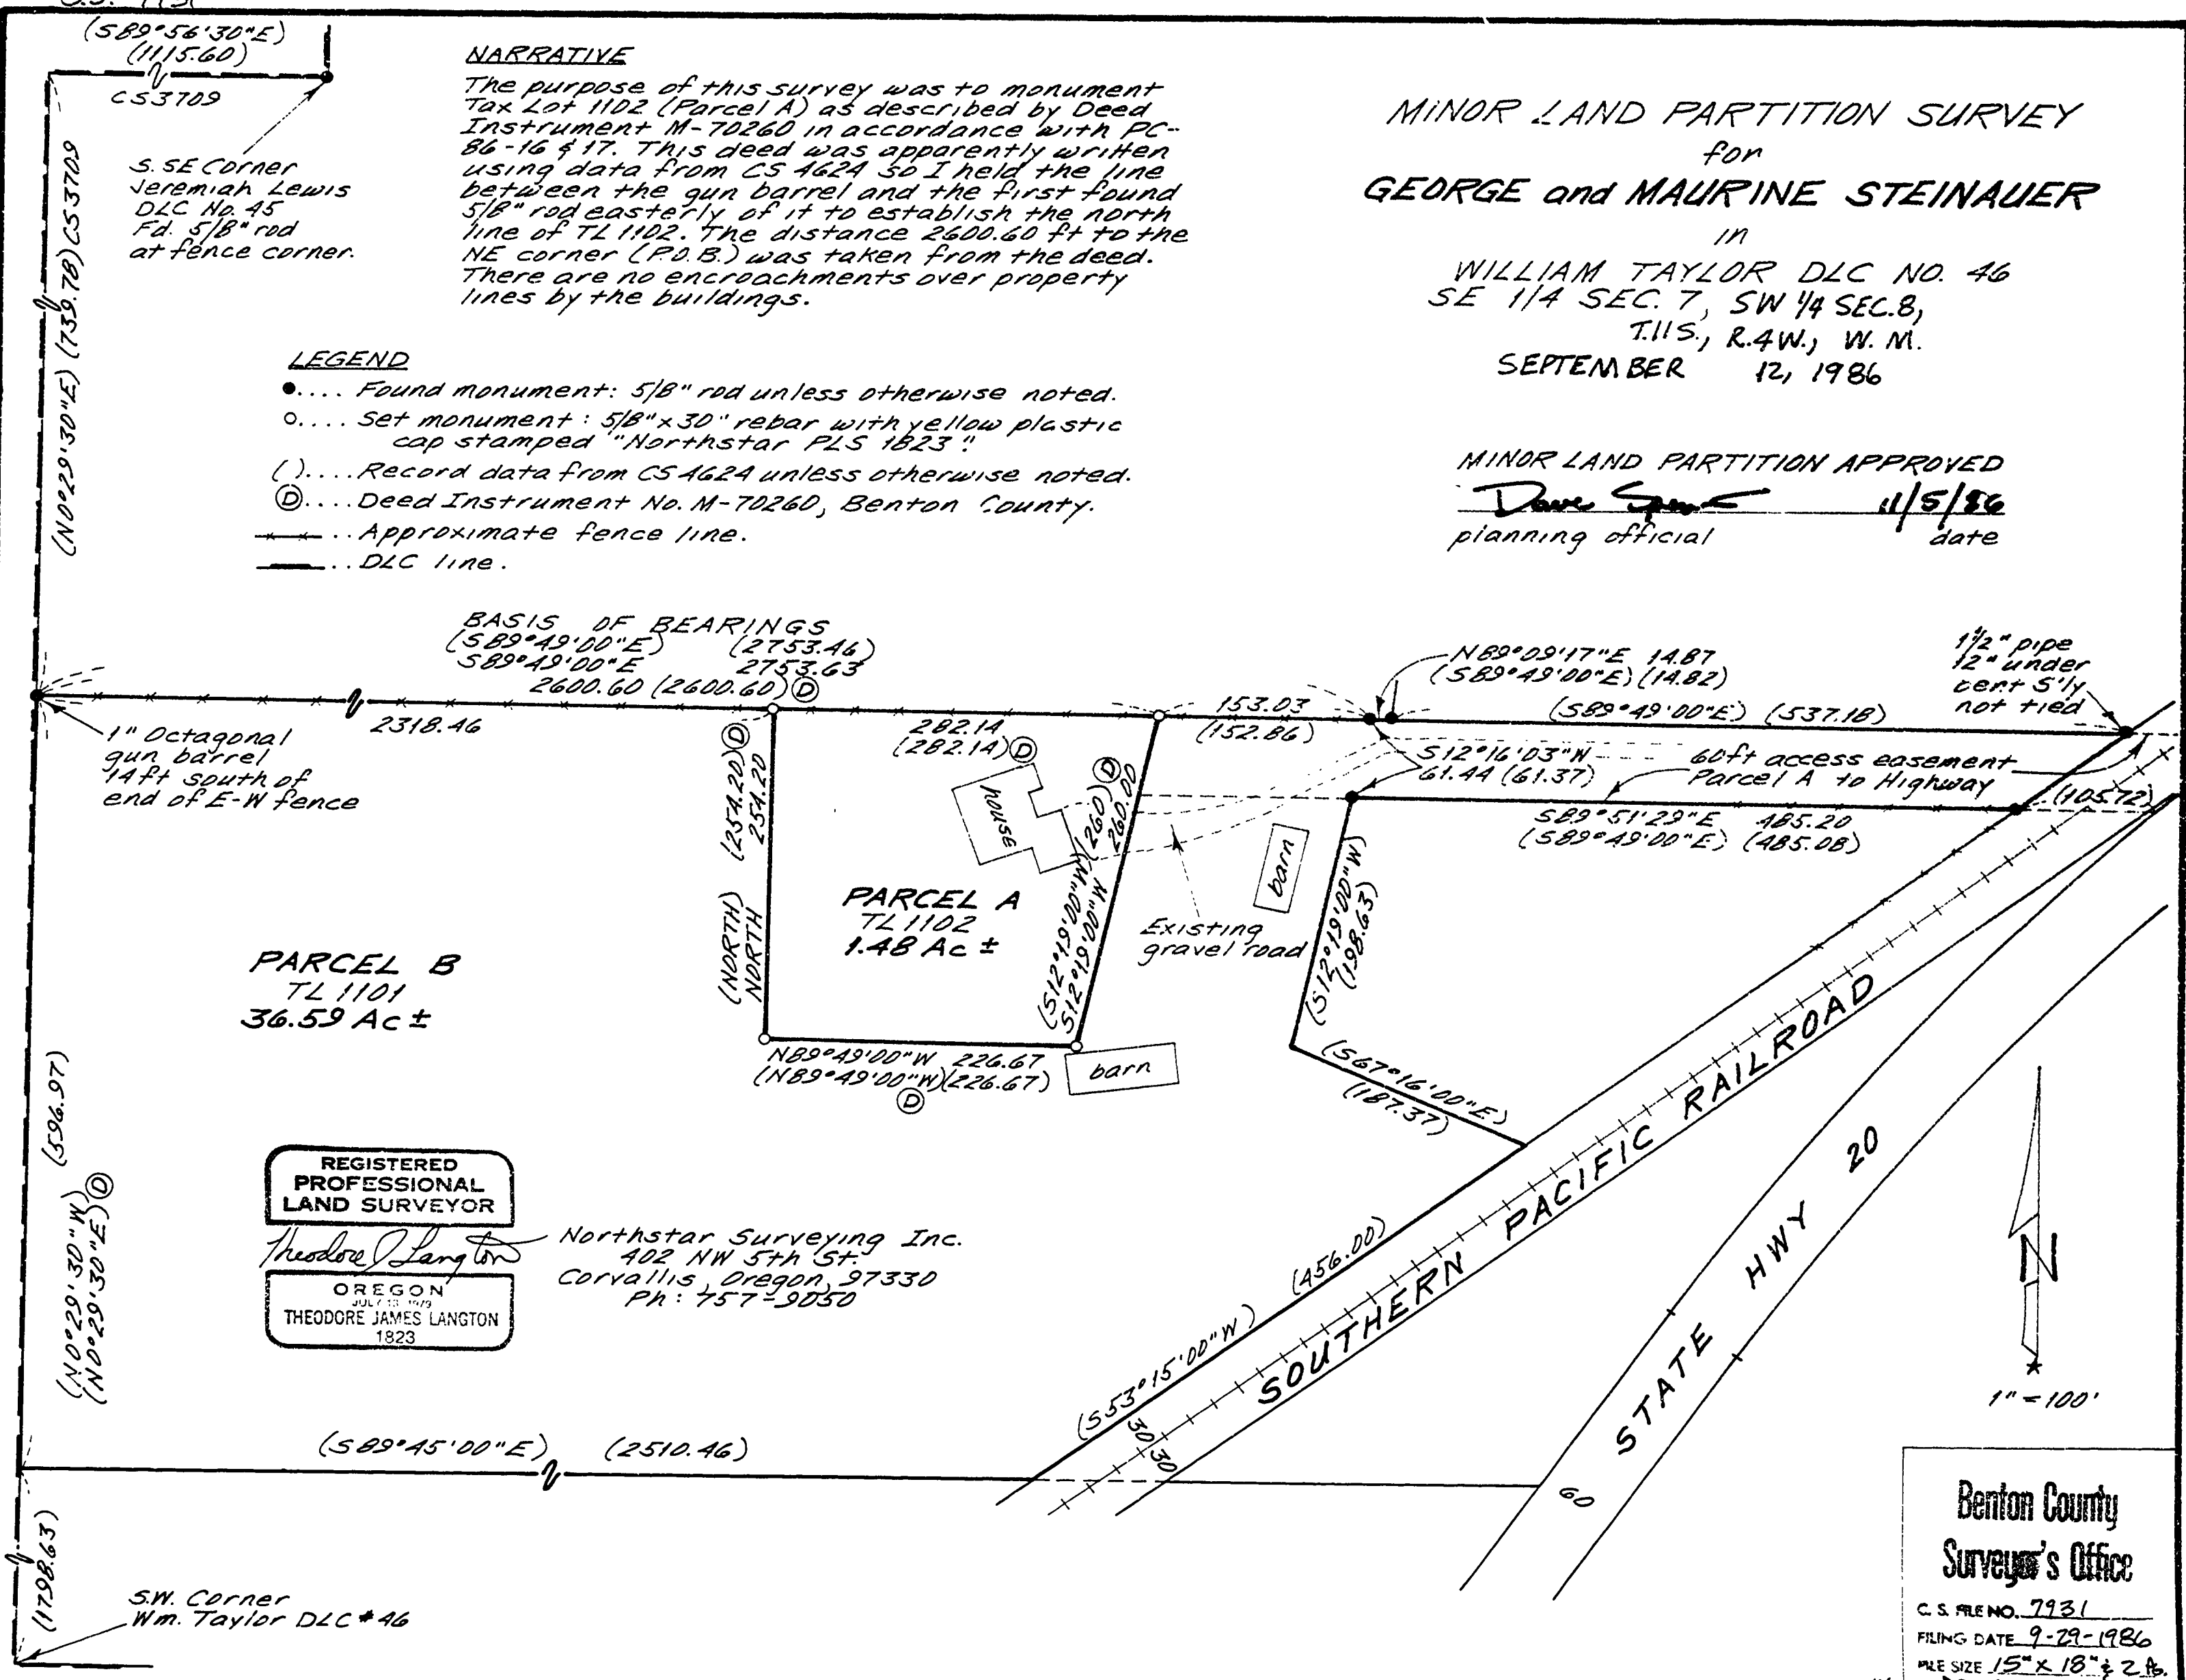 (S89°56'30"E)
(1115.60)
CS3709
S. SE Corner
Jeremiah Lewis
DLC No. 45
Fd. 5/8" rod
at fence corner.
(N0°29'30"E) (739.78) CS3709
NARRATIVE
The purpose of this survey was to monument
Tax Lot 1102 (Parcel A) as described by Deed
Instrument M-70260 in accordance with PC-
86-16 & 17. This deed was apparently written
using data from CS 4624 so I held the line
between the gun barrel and the first found
5/8" rod easterly of it to establish the north
line of TL 1102. The distance 2600.60 ft to the
NE corner (P.O.B.) was taken from the deed.
There are no encroachments over property
lines by the buildings.
MINOR LAND PARTITION SURVEY
for
GEORGE and MAURINE STEINAUER
in
WILLIAM TAYLOR DLC NO. 46
SE 1/4 SEC. 7, SW 1/4 SEC.8,
T.11S., R.4W., W.M.
SEPTEMBER 12, 1986
LEGEND
●.... Found monument: 5/8" rod unless otherwise noted.
○.... Set monument: 5/8" x 30" rebar with yellow plastic
cap stamped "Northstar PLS 1823".
( ).... Record data from CS 4624 unless otherwise noted.
Ⓓ.... Deed Instrument No. M-70260, Benton County.
.. Approximate fence line.
.. DLC line.
MINOR LAND PARTITION APPROVED
11/5/86
planning official date
BASIS OF BEARINGS
(S89°49'00"E) (2753.46)
S89°49'00"E 2753.63
2600.60 (2600.60)Ⓓ
2318.46
1" Octagonal
gun barrel
14ft south of
end of E-W fence
282.14
(282.14)Ⓓ
153.03
(152.86)
N89°09'17"E 14.87
(S89°49'00"E) (14.82)
(S89°49'00"E) (537.18)
1 1/2" pipe
12" under
bent S'ly
not tied
S12°16'03"W
61.44 (61.37)
60ft access easement
Parcel A to Highway
(105.72)
S89°51'29"E 485.20
(S89°49'00"E) (485.08)
(254.20)Ⓓ
254.20
(NORTH)
NORTH
house
(S12°19'00"W)(260)Ⓓ
S12°19'00"W 260.00
barn
Existing
gravel road
(S12°19'00"W)
(198.63)
PARCEL A
TL 1102
1.48 Ac ±
PARCEL B
TL 1101
36.59 Ac ±
N89°49'00"W 226.67
(N89°49'00"W)(226.67)
Ⓓ
barn
(S67°16'00"E)
(187.37)
(596.97)
(N0°29'30"W)
(N0°29'30"E)Ⓓ
REGISTERED
PROFESSIONAL
LAND SURVEYOR
Theodore J Langton
OREGON
JULY 13, 1979
THEODORE JAMES LANGTON
1823
Northstar Surveying Inc.
402 NW 5th St.
Corvallis, Oregon, 97330
Ph: 757-9050
(S53°15'00"W) (456.00)
SOUTHERN PACIFIC RAILROAD
30 30
STATE HWY 20
60
N
1" = 100'
(S89°45'00"E) (2510.46)
(1798.63)
S.W. Corner
Wm. Taylor DLC #46
Benton County
Surveyor's Office
C. S. FILE NO. 7931
FILING DATE 9-29-1986
FILE SIZE 15" x 18" & 2